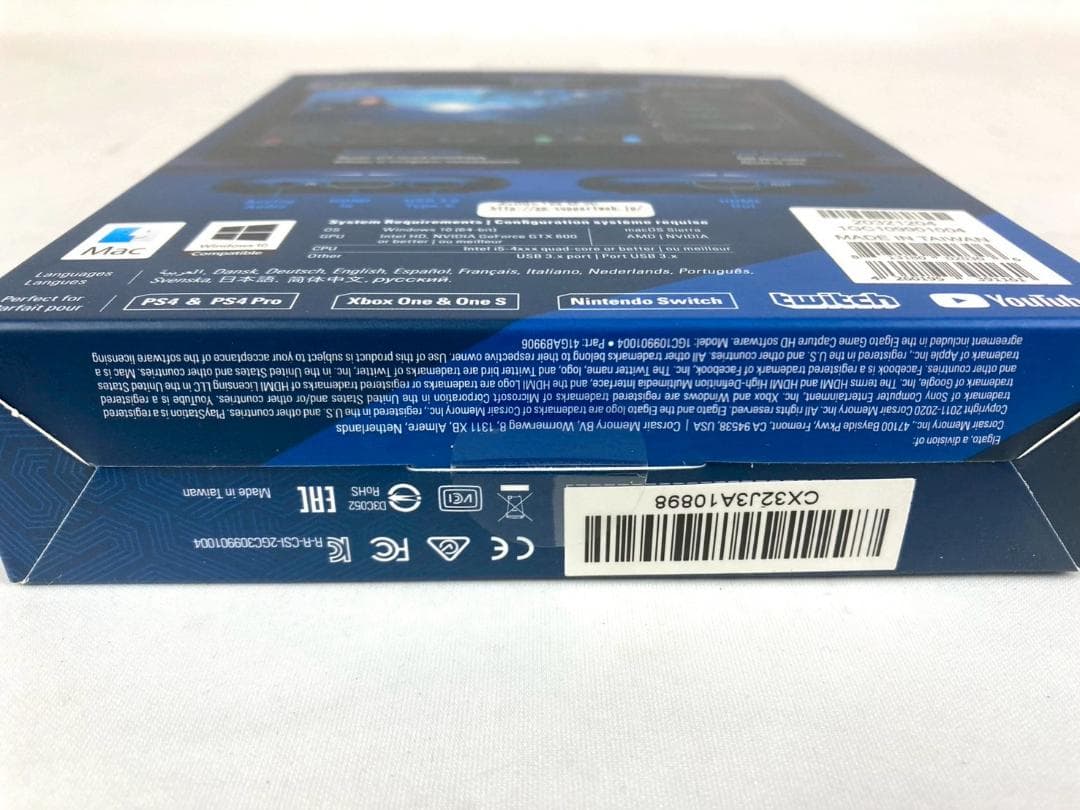 http://gp.supportweb.jp/
System Requirements | Configuration système requise
OS Windows 10 (64-bit) macOS Sierra
GPU Intel HD, NVIDIA GeForce GTX 600 or better | ou meilleur AMD | NVIDIA
CPU Intel i5-4xxx quad-core or better | ou meilleur
Other USB 3.x port | Port USB 3.x
Mac
Windows 10
Compatible
1GC109901004
MADE IN TAIWAN
Languages
Langues
العربية, Dansk, Deutsch, English, Español, Français, Italiano, Nederlands, Português,
Svenska, 日本語, 简体中文, русский.
Perfect for
Parfait pour
PS4 & PS4 Pro
Xbox One & One S
Nintendo Switch
twitch
YouTub
Elgato, a division of:
Corsair Memory Inc., 47100 Bayside Pkwy, Fremont, CA 94538, USA | Corsair Memory, BV, Wormerweg 8, 1311 XB, Almere, Netherlands
Copyright 2011-2020 Corsair Memory Inc. All rights reserved. Elgato and the Elgato logo are trademarks of Corsair Memory Inc., registered in the U.S. and other countries. PlayStation is a registered
trademark of Sony Computer Entertainment, Inc. Xbox and Windows are registered trademarks of Microsoft Corporation in the United States and/or other countries. YouTube is a registered
trademark of Google, Inc. The terms HDMI and HDMI High-Definition Multimedia Interface, and the HDMI Logo are trademarks or registered trademarks of HDMI Licensing LLC in the United States
and other countries. Facebook is a registered trademark of Facebook, Inc. The Twitter name, logo, and Twitter bird are trademarks of Twitter, Inc. in the United States and other countries. Mac is a
trademark of Apple Inc., registered in the U.S. and other countries. All other trademarks belong to their respective owner. Use of this product is subject to your acceptance of the software licensing
agreement included in the Elgato Game Capture HD software. Model: 1GC109901004 • Part: 415AB9906
CX32J3A10898
CE
FC
R-R-CSI-2GC309901004
VCI
D3C052
RoHS
EAC
Made in Taiwan